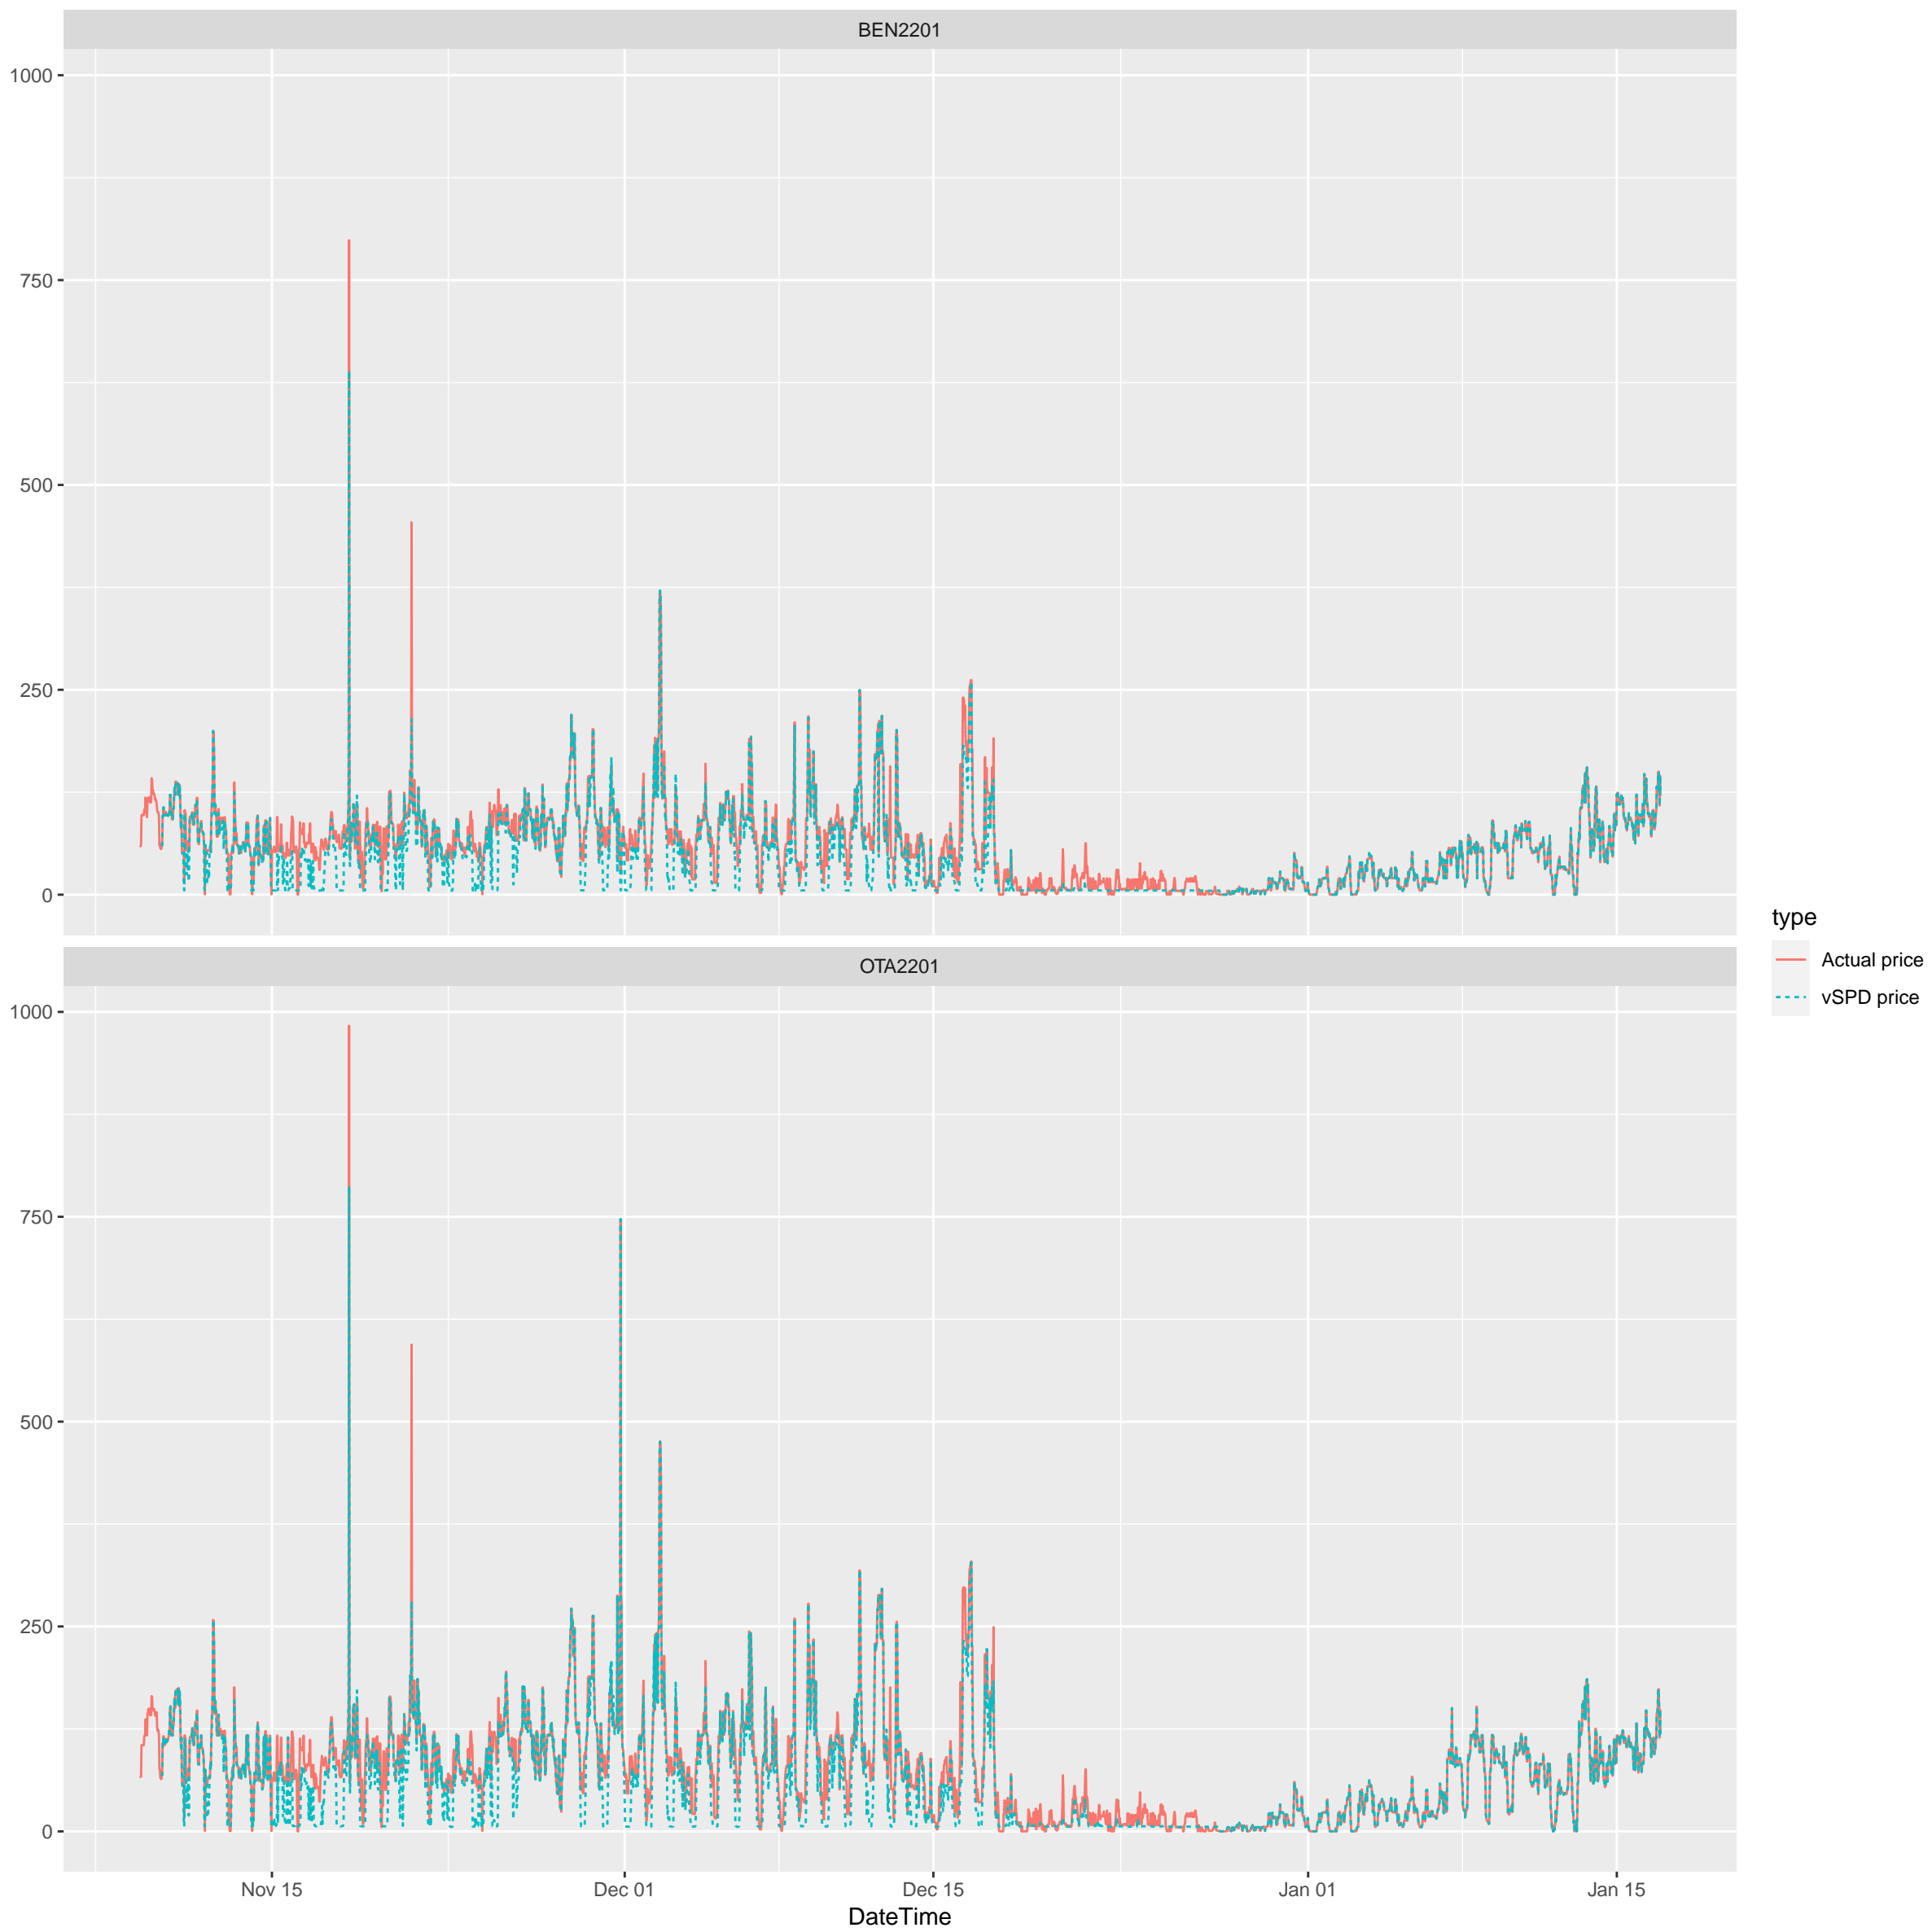 BEN2201
1000
750
500
250
0
OTA2201
1000
750
500
250
0
Nov 15 Dec 01 Dec 15 Jan 01 Jan 15
DateTime
type
Actual price
vSPD price